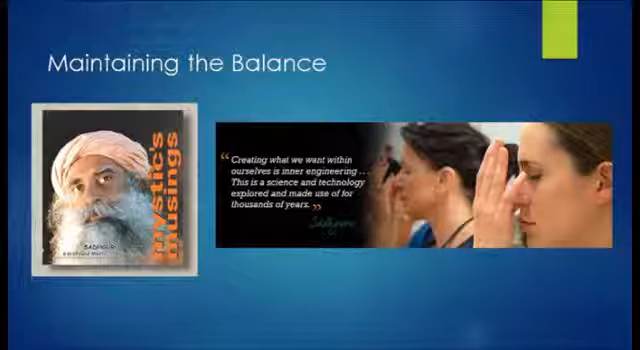 Maintaining the Balance
mystic's
musings
SADHGURU
“ Creating what we want within
ourselves is inner engineering . . .
This is a science and technology
explored and made use of for
thousands of years. ”
Sadhguru